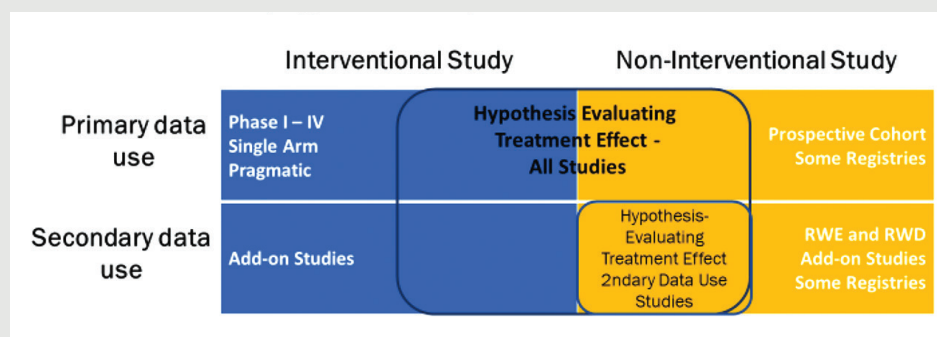 Interventional Study
Non-Interventional Study
Primary data
use
Phase I – IV
Single Arm
Pragmatic
Hypothesis Evaluating
Treatment Effect -
All Studies
Prospective Cohort
Some Registries
Secondary data
use
Add-on Studies
Hypothesis-
Evaluating
Treatment Effect
2ndary Data Use
Studies
RWE and RWD
Add-on Studies
Some Registries